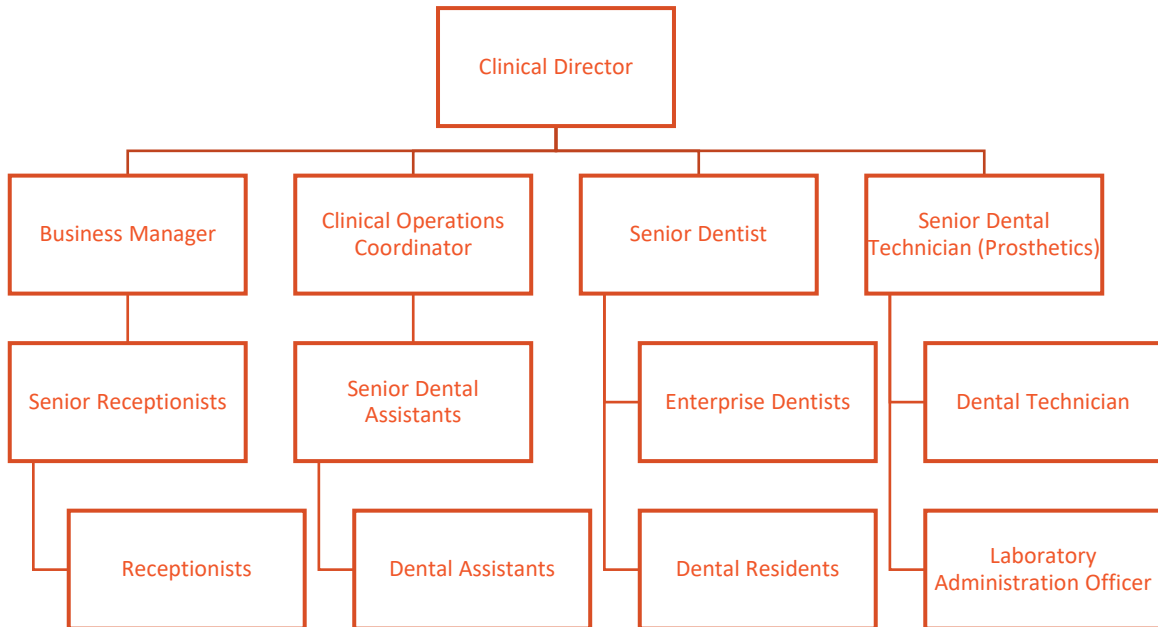 Clinical Director
Business Manager
Clinical Operations
Coordinator
Senior Dentist
Senior Dental
Technician (Prosthetics)
Senior Receptionists
Senior Dental
Assistants
Enterprise Dentists
Dental Technician
Receptionists
Dental Assistants
Dental Residents
Laboratory
Administration Officer